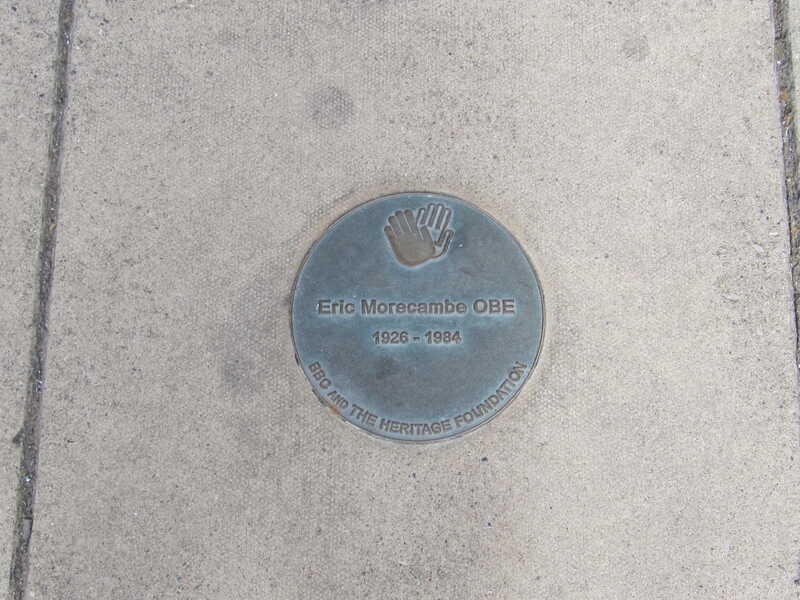 Eric Morecambe OBE
1926 - 1984
BBC AND THE HERITAGE FOUNDATION